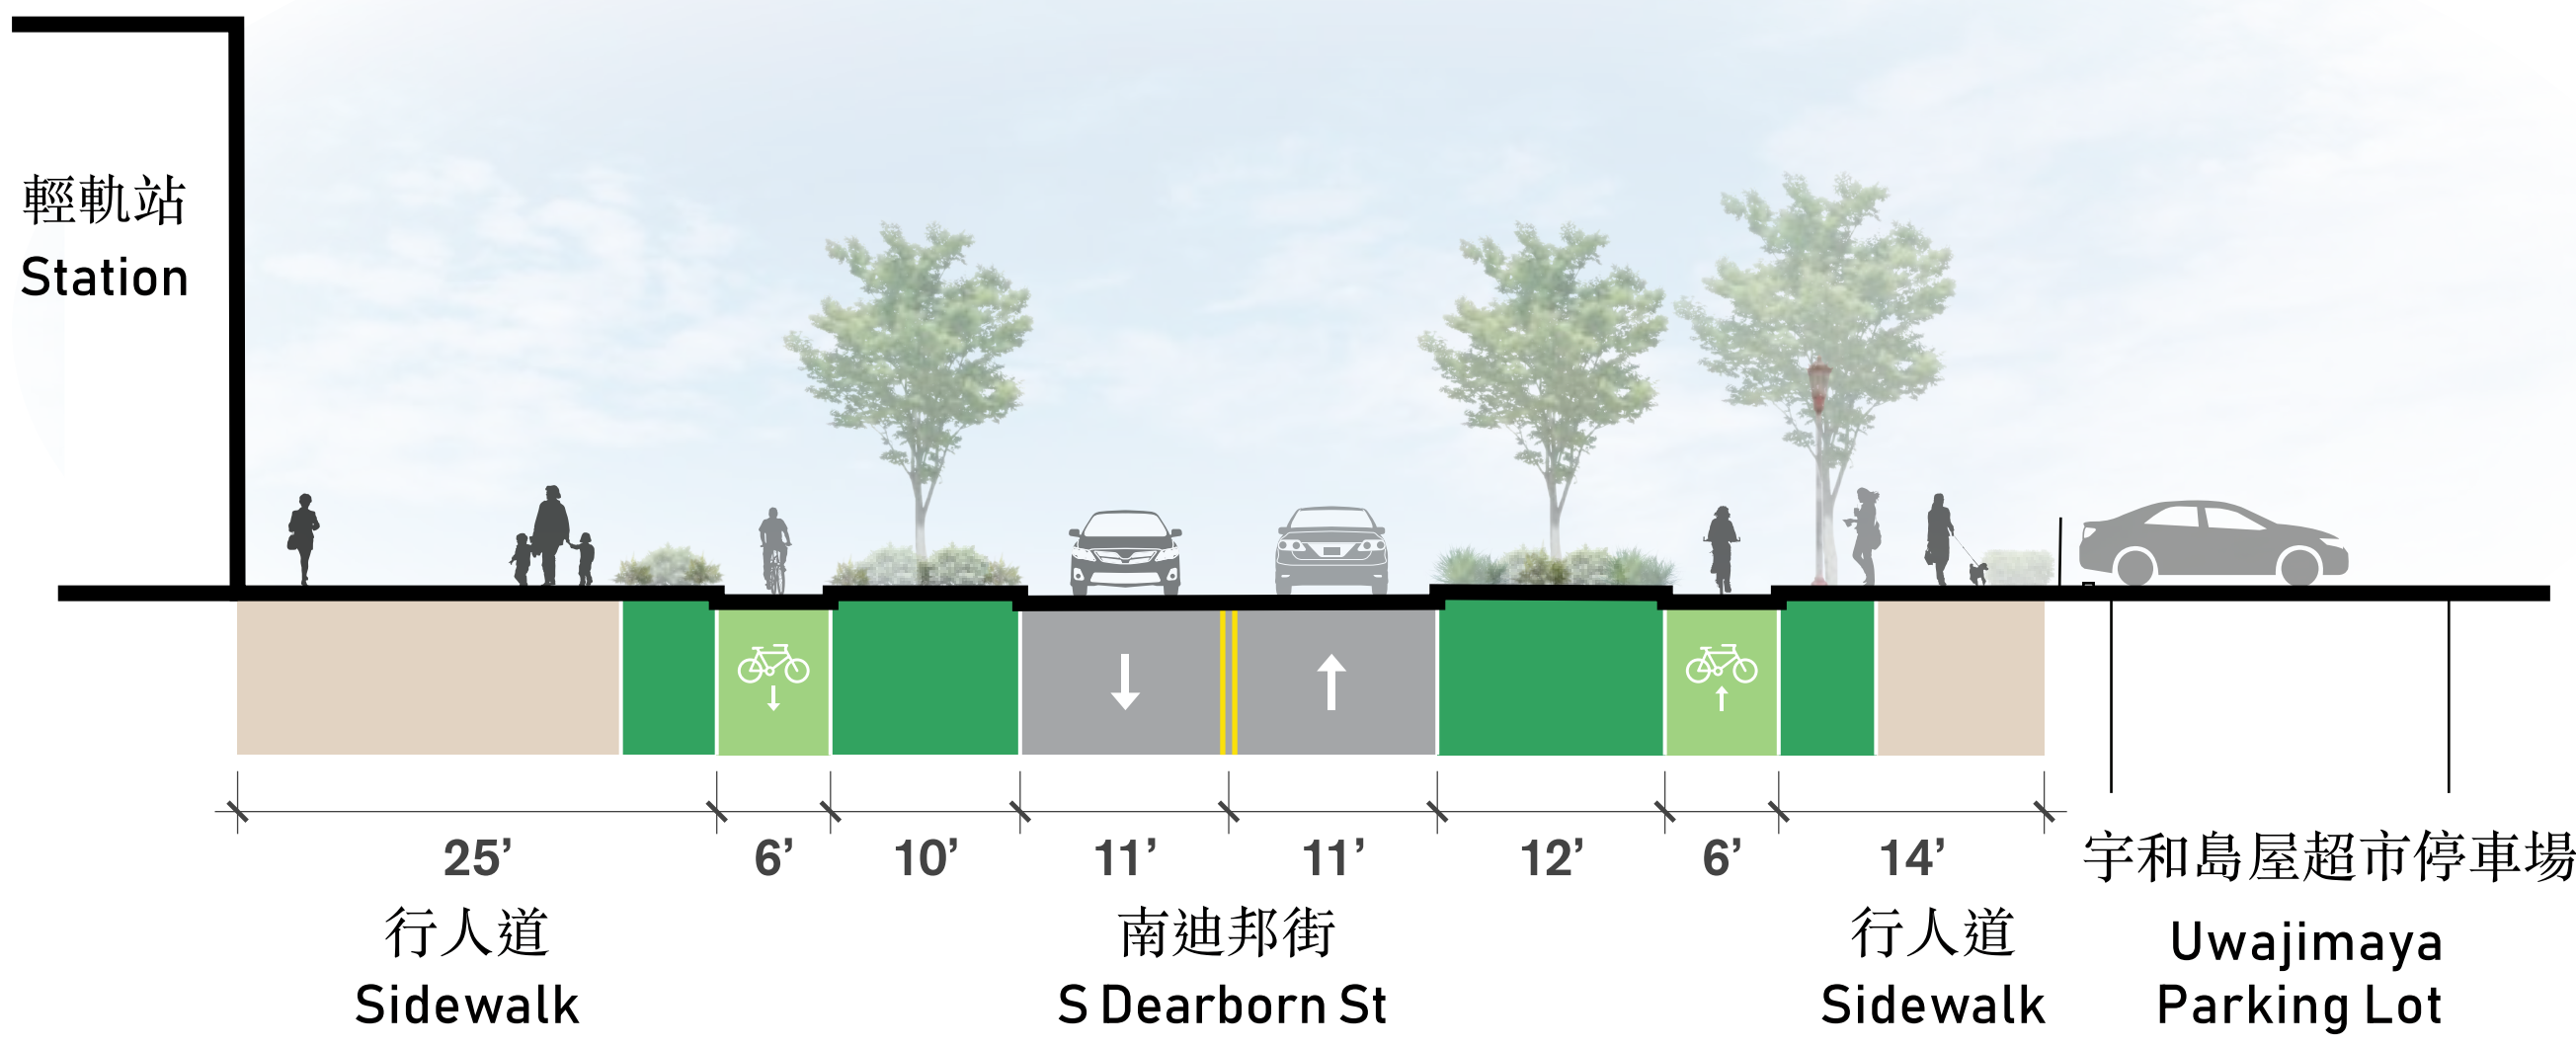 輕軌站
Station
25’
6’
10’
11’
11’
12’
6’
14’
行人道
Sidewalk
南迪邦街
S Dearborn St
行人道
Sidewalk
宇和島屋超市停車場
Uwajimaya
Parking Lot